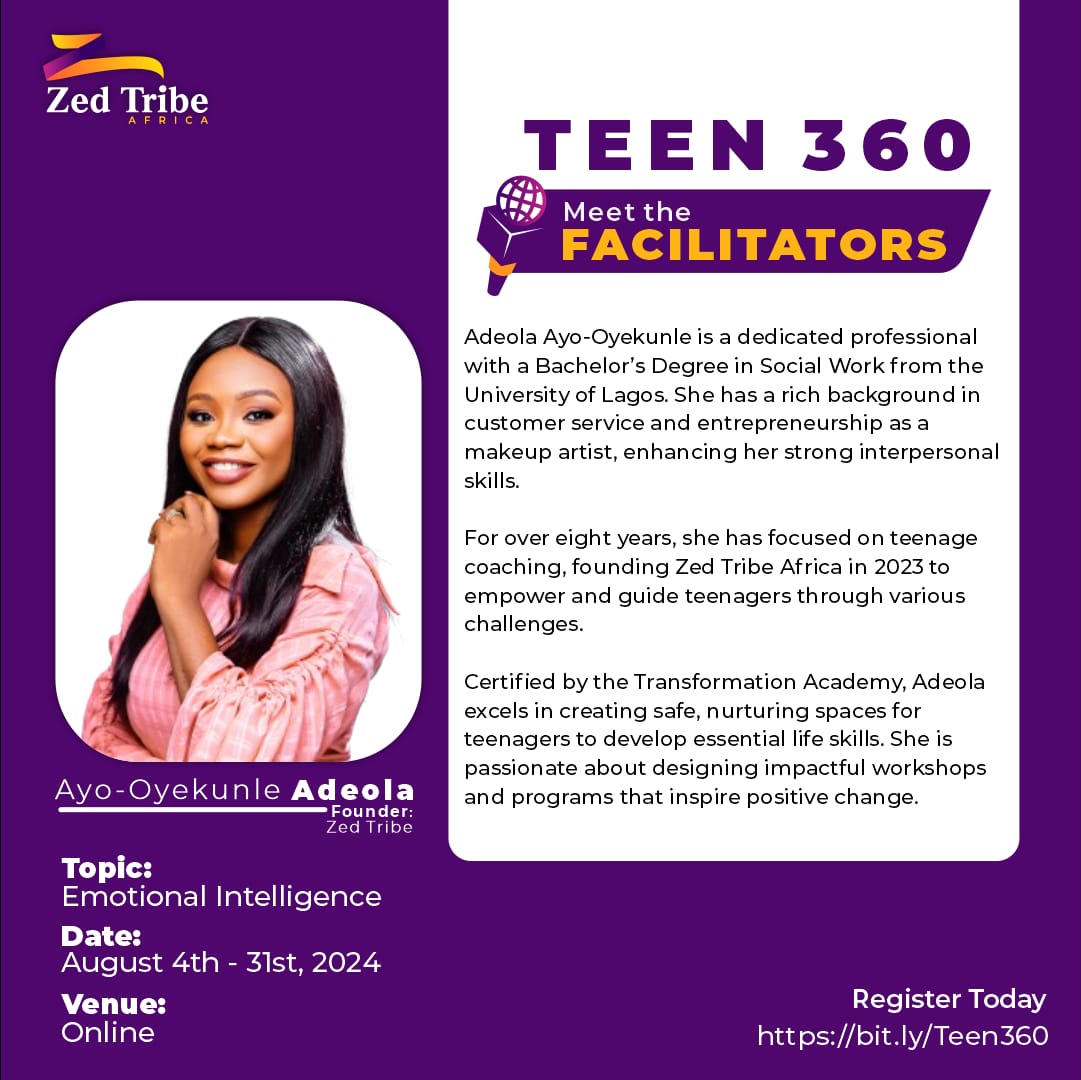 Zed Tribe
AFRICA
TEEN 360
Meet the
FACILITATORS
Adeola Ayo-Oyekunle is a dedicated professional
with a Bachelor’s Degree in Social Work from the
University of Lagos. She has a rich background in
customer service and entrepreneurship as a
makeup artist, enhancing her strong interpersonal
skills.
For over eight years, she has focused on teenage
coaching, founding Zed Tribe Africa in 2023 to
empower and guide teenagers through various
challenges.
Certified by the Transformation Academy, Adeola
excels in creating safe, nurturing spaces for
teenagers to develop essential life skills. She is
passionate about designing impactful workshops
and programs that inspire positive change.
Ayo-Oyekunle Adeola
Founder:
Zed Tribe
Topic:
Emotional Intelligence
Date:
August 4th - 31st, 2024
Venue:
Online
Register Today
https://bit.ly/Teen360